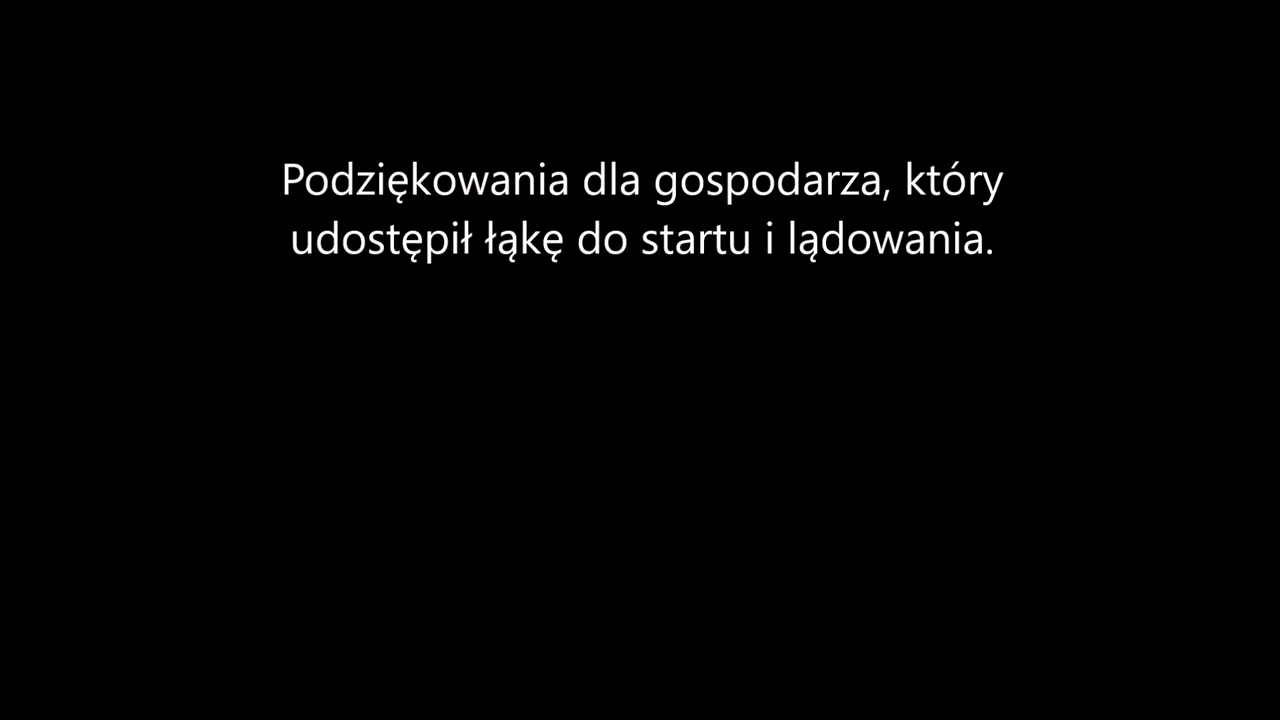 Podziękowania dla gospodarza, który
udostępił łąkę do startu i lądowania.